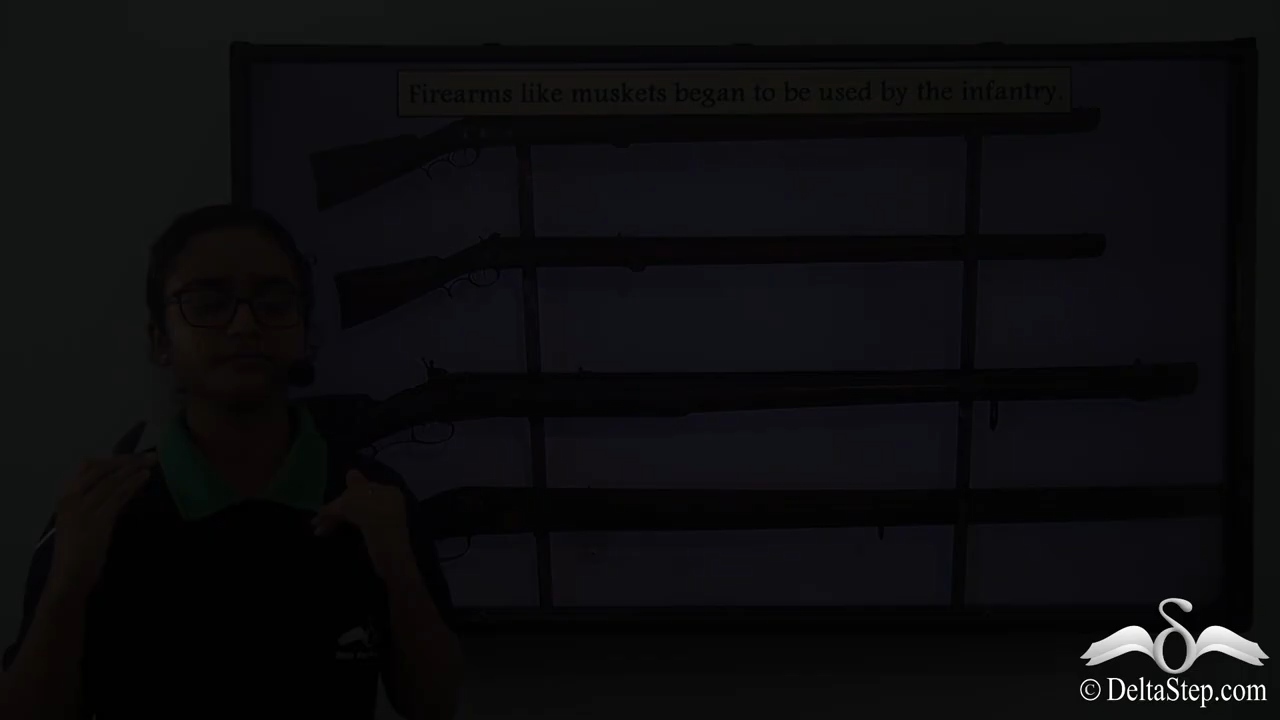 Firearms like muskets began to be used by the infantry.
© DeltaStep.com